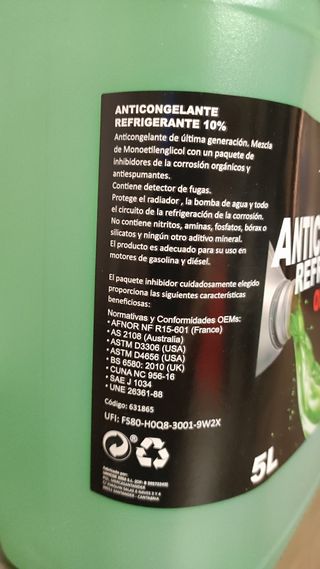 ANTICONGELANTE
REFRIGERANTE 10%
Anticongelante de última generación. Mezcla
de Monoetilenglicol con un paquete de
inhibidores de la corrosión orgánicos y
antiespumantes.
Contiene detector de fugas.
Protege el radiador , la bomba de agua y todo
el circuito de la refrigeración de la corrosión.
No contiene nitritos, aminas, fosfatos, bórax o
silicatos y ningún otro aditivo mineral.
El producto es adecuado para su uso en
motores de gasolina y diésel.
El paquete inhibidor cuidadosamente elegido
proporciona las siguientes características
beneficiosas:
Normativas y Conformidades OEMs:
• AFNOR NF R15-601 (France)
• AS 2108 (Australia)
• ASTM D3306 (USA)
• ASTM D4656 (USA)
• BS 6580: 2010 (UK)
• CUNA NC 956-16
• SAE J 1034
• UNE 26361-88
Código: 631865
UFI: FS80-H0Q8-3001-9W2X
Fabricado por:
ANTIC
REFR
5L